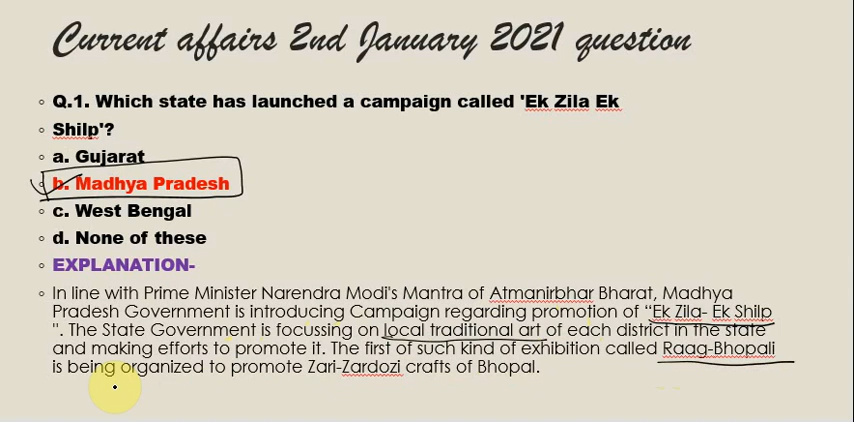 Current affairs 2nd January 2021 question
Q.1. Which state has launched a campaign called 'Ek Zila Ek
Shilp'?
a. Gujarat
b. Madhya Pradesh
c. West Bengal
d. None of these
EXPLANATION-
In line with Prime Minister Narendra Modi's Mantra of Atmanirbhar Bharat, Madhya
Pradesh Government is introducing Campaign regarding promotion of “Ek Zila- Ek Shilp
". The State Government is focussing on local traditional art of each district in the state
and making efforts to promote it. The first of such kind of exhibition called Raag-Bhopali
is being organized to promote Zari-Zardozi crafts of Bhopal.